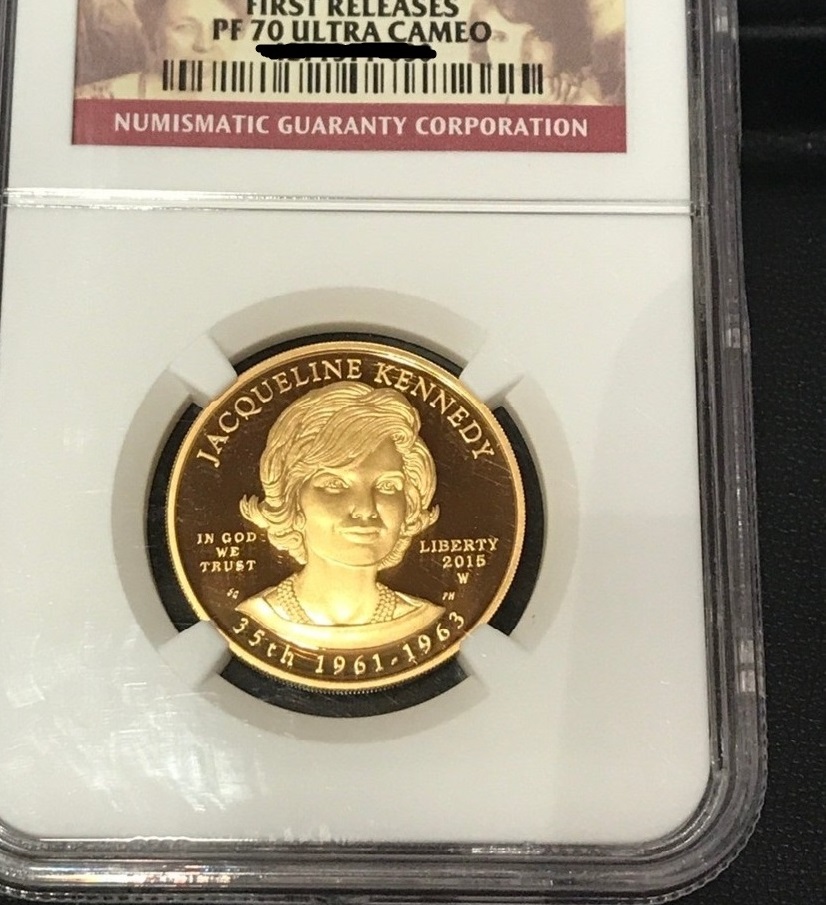 FIRST RELEASES
PF 70 ULTRA CAMEO
NUMISMATIC GUARANTY CORPORATION
JACQUELINE KENNEDY
IN GOD
WE
TRUST
LIBERTY
2015
W
35th 1961-1963